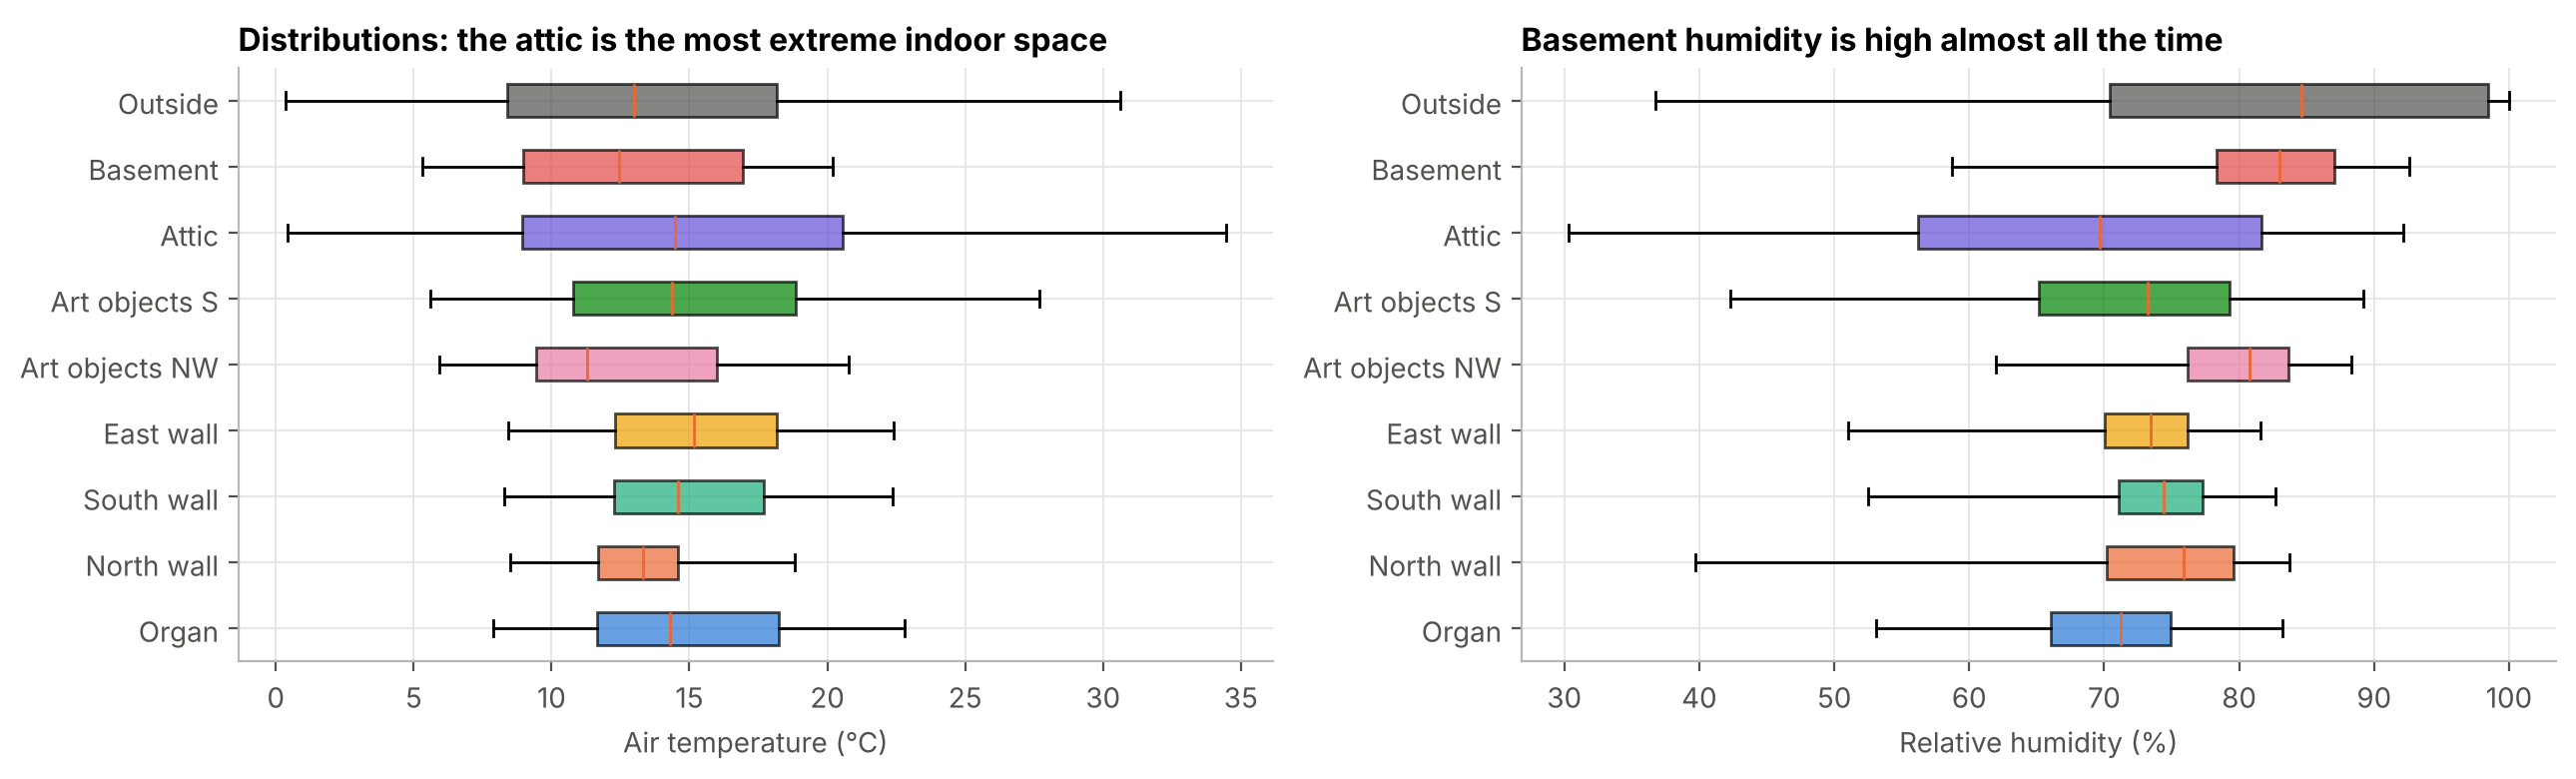 Distributions: the attic is the most extreme indoor space
Outside
Basement
Attic
Art objects S
Art objects NW
East wall
South wall
North wall
Organ
0 5 10 15 20 25 30 35
Air temperature (°C)
Basement humidity is high almost all the time
Outside
Basement
Attic
Art objects S
Art objects NW
East wall
South wall
North wall
Organ
30 40 50 60 70 80 90 100
Relative humidity (%)